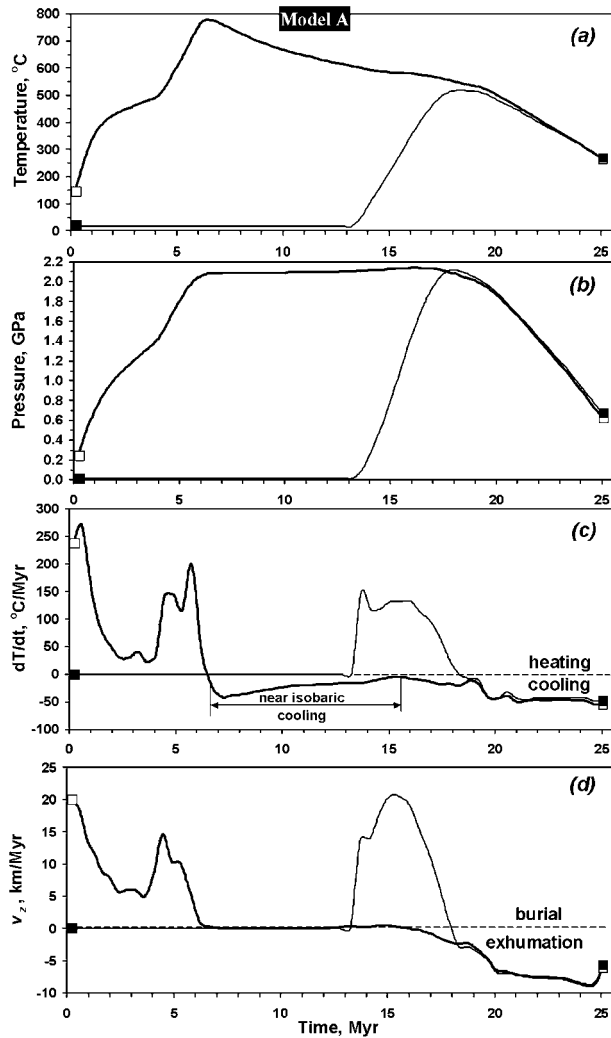 Model A
(a)
Temperature, °C
800
700
600
500
400
300
200
100
0
0 5 10 15 20 25
(b)
Pressure, GPa
2.2
2.0
1.8
1.6
1.4
1.2
1.0
0.8
0.6
0.4
0.2
0.0
0 5 10 15 20 25
(c)
dT/dt, °C/Myr
300
250
200
150
100
50
0
-50
-100
heating
cooling
near isobaric
cooling
0 5 10 15 20 25
(d)
vz, km/Myr
25
20
15
10
5
0
-5
-10
burial
exhumation
0 5 10 15 20 25
Time, Myr